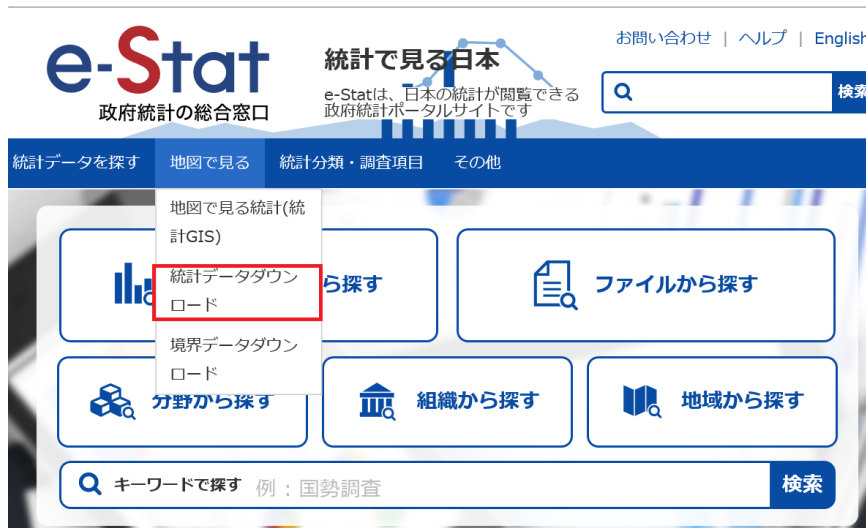 お問い合わせ | ヘルプ | English
e-Stat
政府統計の総合窓口
統計で見る日本
e-Statは、日本の統計が閲覧できる
政府統計ポータルサイトです
検索
統計データを探す 地図で見る 統計分類・調査項目 その他
地図で見る統計(統
計GIS)
統計データダウン
ロード
境界データダウン
ロード
ら探す
ファイルから探す
分野から探す
組織から探す
地域から探す
キーワードで探す 例：国勢調査 検索